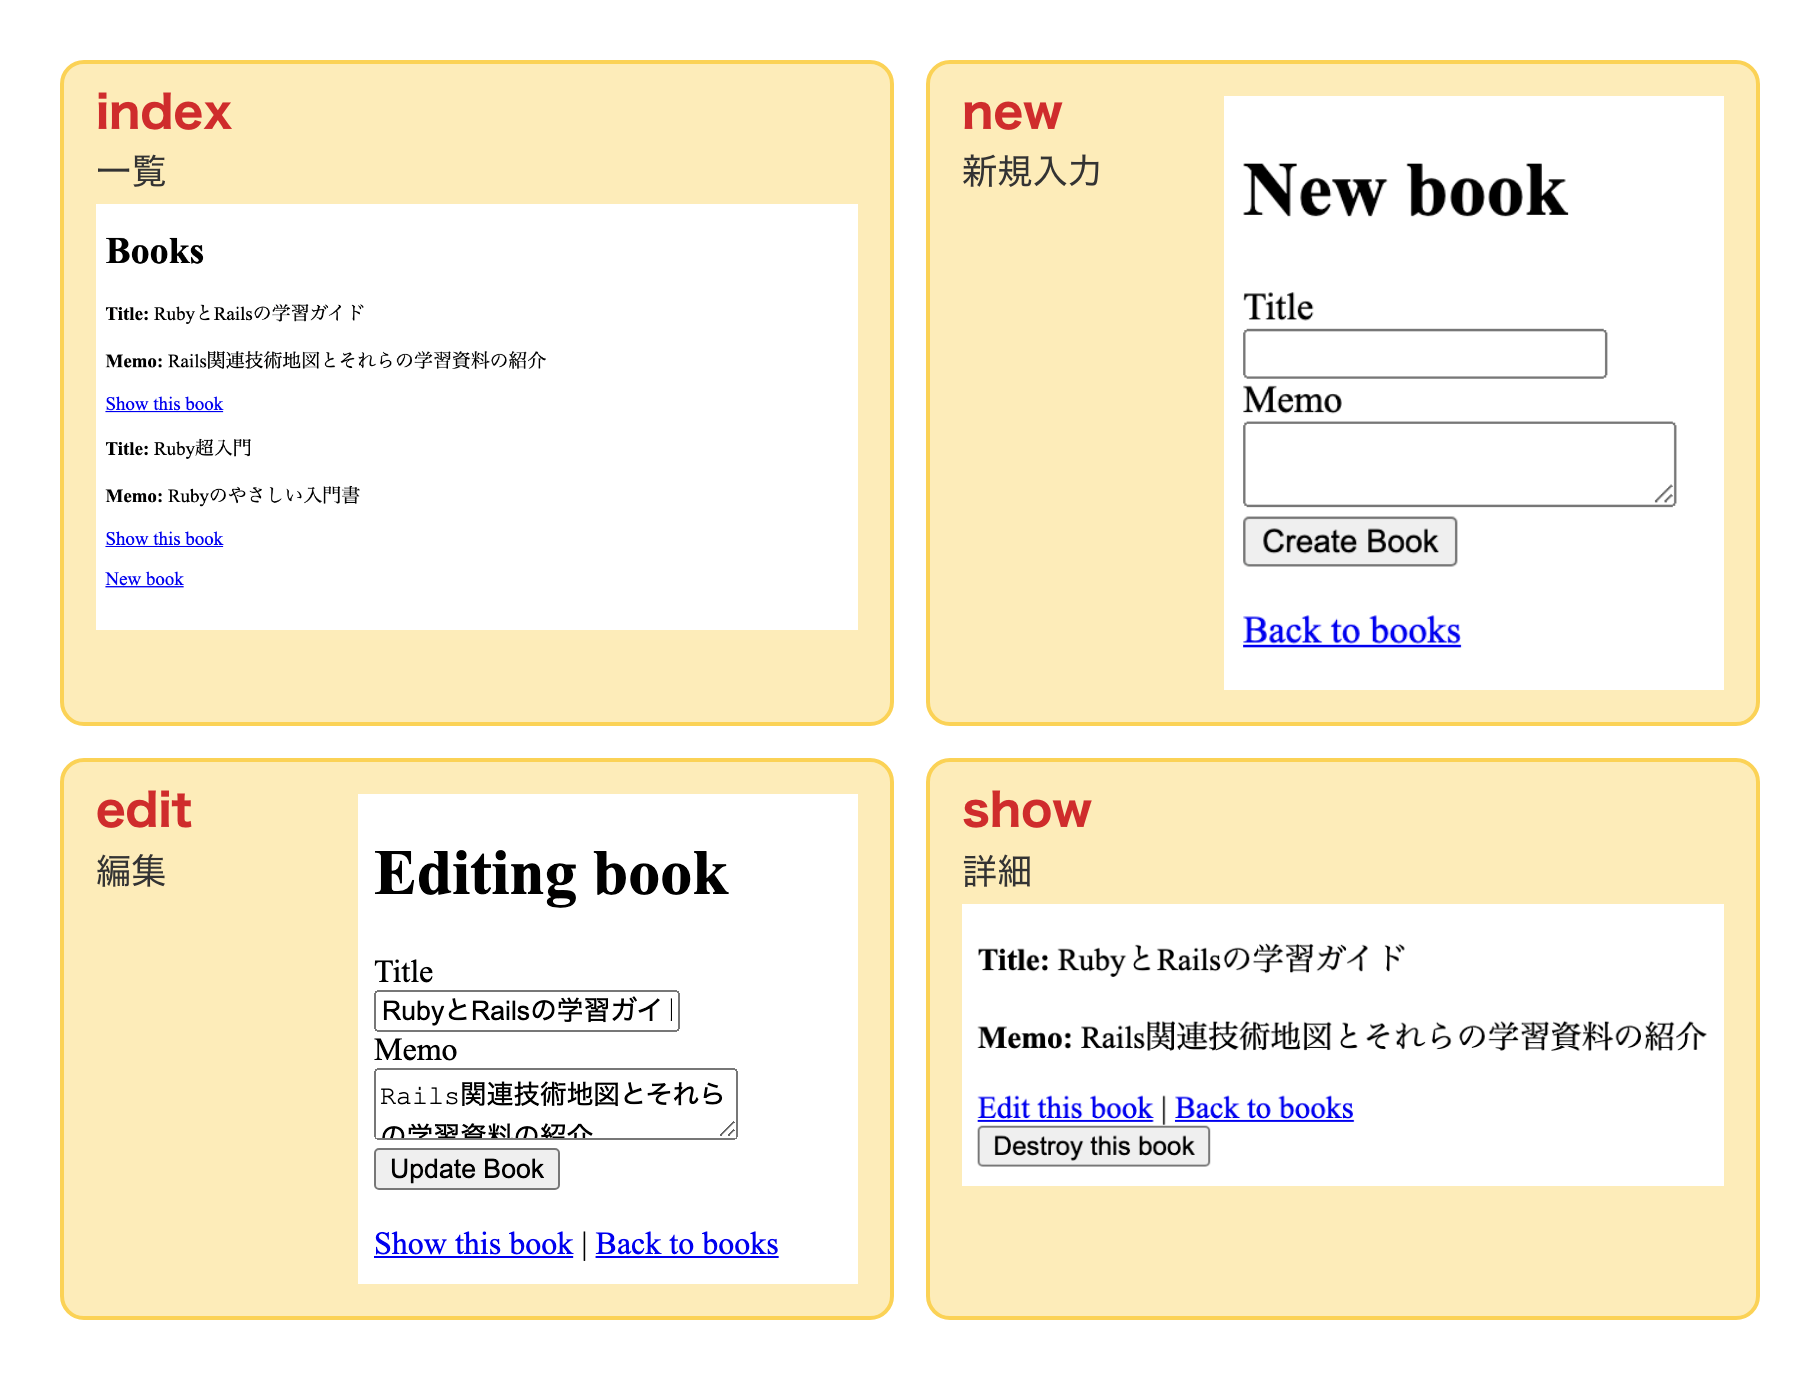 index
一覧
Books
Title: RubyとRailsの学習ガイド
Memo: Rails関連技術地図とそれらの学習資料の紹介
Show this book
Title: Ruby超入門
Memo: Rubyのやさしい入門書
Show this book
New book
new
新規入力
New book
Title
Memo
Create Book
Back to books
edit
編集
Editing book
Title
RubyとRailsの学習ガイ
Memo
Rails関連技術地図とそれら
の学習資料の紹介
Update Book
Show this book | Back to books
show
詳細
Title: RubyとRailsの学習ガイド
Memo: Rails関連技術地図とそれらの学習資料の紹介
Edit this book | Back to books
Destroy this book